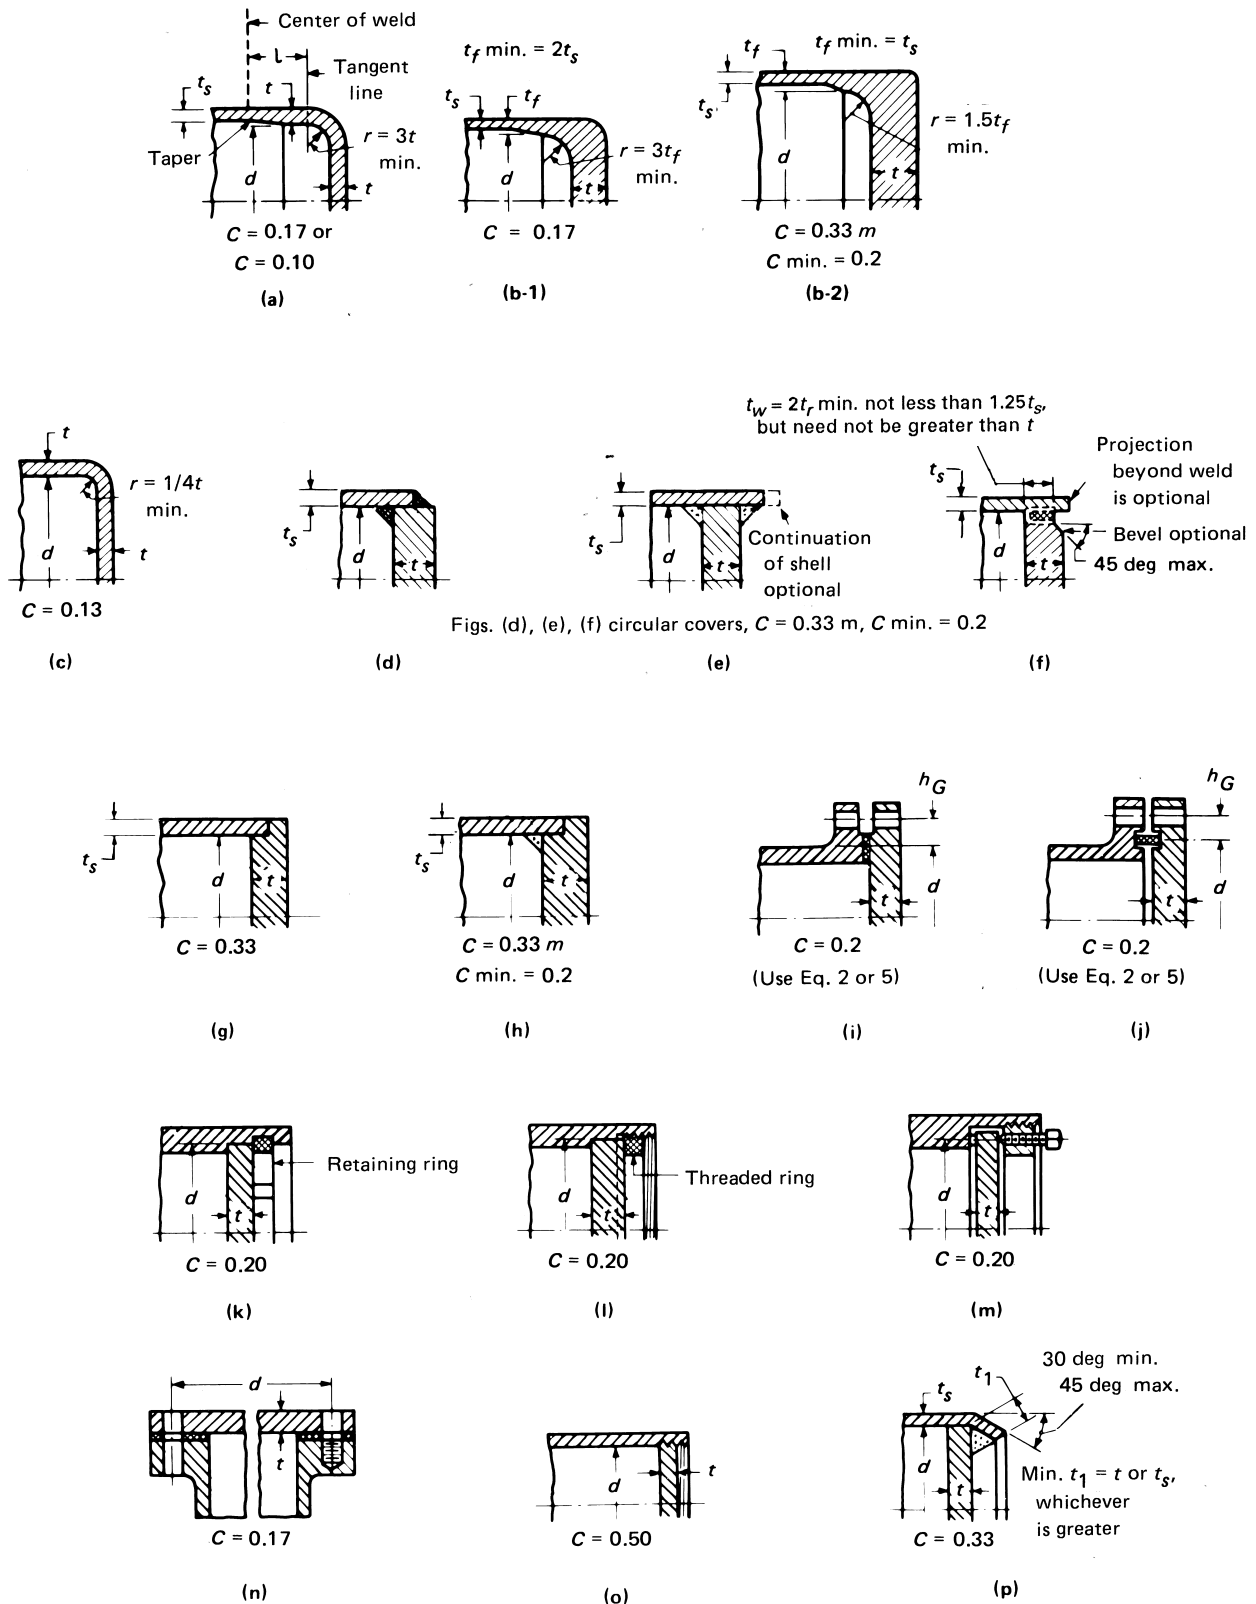 Center of weld
l
Tangent
line
t_s
t
r = 3t
min.
Taper
d
t
C = 0.17 or
C = 0.10
(a)
t_f min. = 2t_s
t_s
t_f
r = 3t_f
min.
d
t
C = 0.17
(b-1)
t_f
t_f min. = t_s
t_s
r = 1.5t_f
min.
d
t
C = 0.33 m
C min. = 0.2
(b-2)
t
r = 1/4t
min.
d
t
C = 0.13
(c)
t_s
d
t
(d)
t_s
d
t
Continuation
of shell
optional
(e)
t_w = 2t_r min. not less than 1.25t_s,
but need not be greater than t
t_s
Projection
beyond weld
is optional
Bevel optional
45 deg max.
d
t
(f)
Figs. (d), (e), (f) circular covers, C = 0.33 m, C min. = 0.2
t_s
d
t
C = 0.33
(g)
t_s
d
t
C = 0.33 m
C min. = 0.2
(h)
h_G
d
t
C = 0.2
(Use Eq. 2 or 5)
(i)
h_G
d
t
C = 0.2
(Use Eq. 2 or 5)
(j)
Retaining ring
d
t
C = 0.20
(k)
Threaded ring
d
t
C = 0.20
(l)
d
t
C = 0.20
(m)
d
t
C = 0.17
(n)
d
t
C = 0.50
(o)
t_s
t_1
30 deg min.
45 deg max.
d
t
Min. t_1 = t or t_s,
whichever
is greater
C = 0.33
(p)